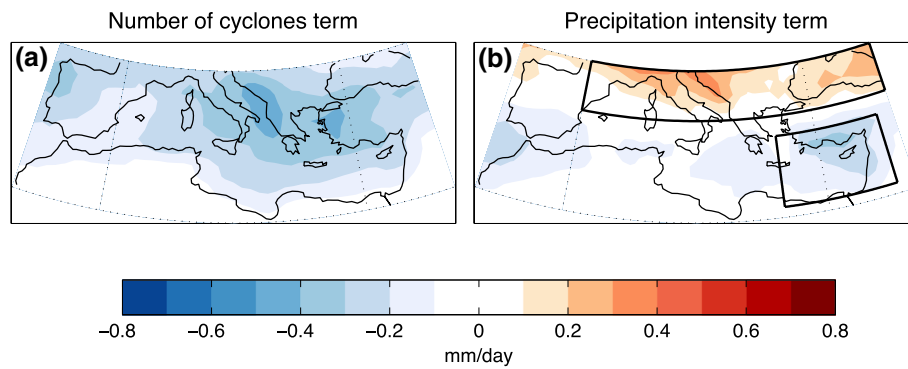 Number of cyclones term
Precipitation intensity term
(a)
(b)
−0.8 −0.6 −0.4 −0.2 0 0.2 0.4 0.6 0.8
mm/day